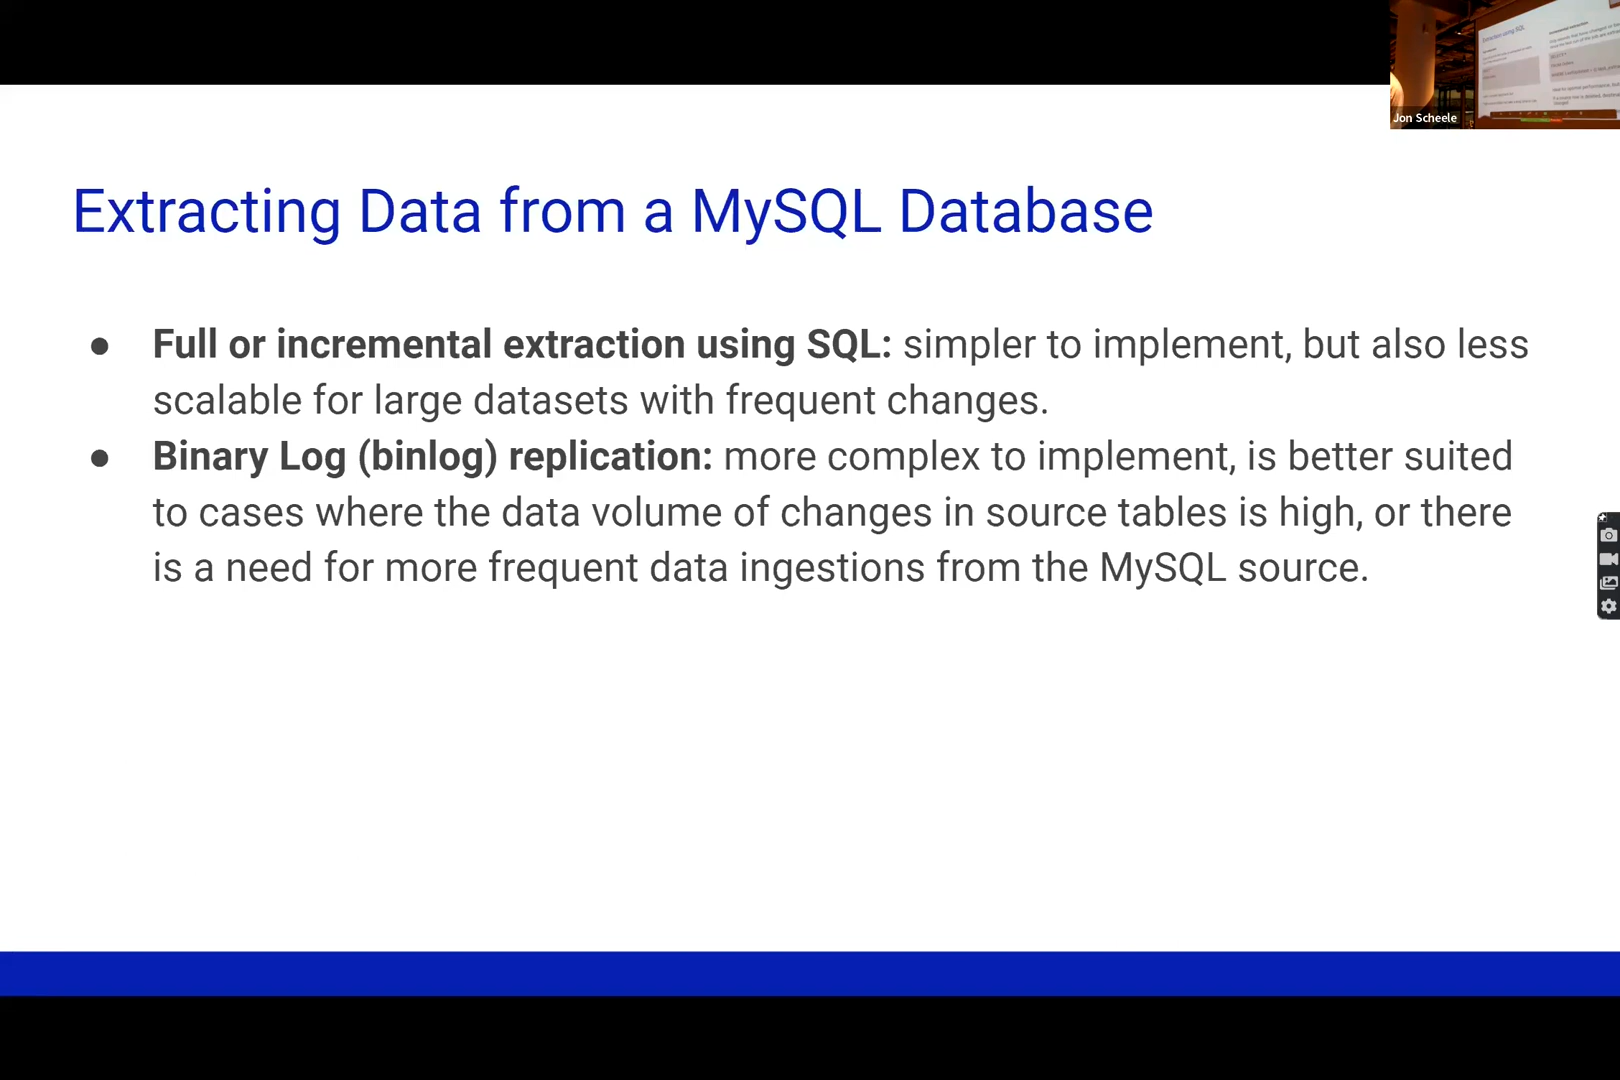 Jon Scheele
Extracting Data from a MySQL Database
● Full or incremental extraction using SQL: simpler to implement, but also less
scalable for large datasets with frequent changes.
● Binary Log (binlog) replication: more complex to implement, is better suited
to cases where the data volume of changes in source tables is high, or there
is a need for more frequent data ingestions from the MySQL source.